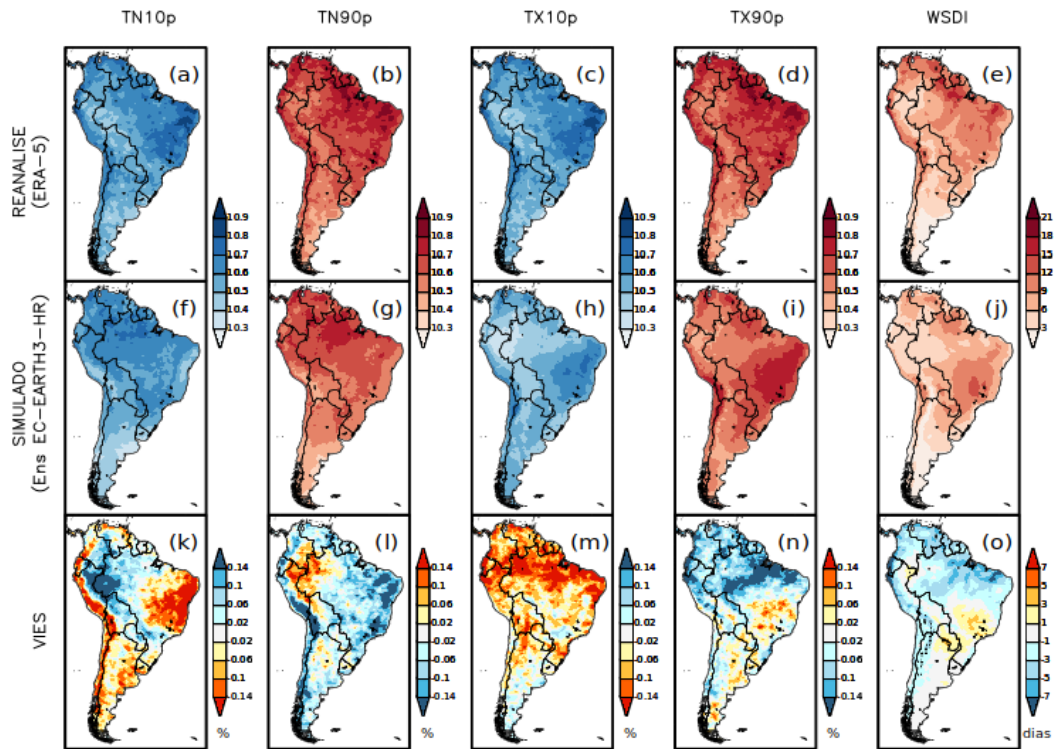 TN10p TN90p TX10p TX90p WSDI
REANALISE
(ERA-5)
(a) (b) (c) (d) (e)
10.9 10.9 10.9 10.9 21
10.8 10.8 10.8 10.8 18
10.7 10.7 10.7 10.7 15
10.6 10.6 10.6 10.6 12
10.5 10.5 10.5 10.5 9
10.4 10.4 10.4 10.4 6
10.3 10.3 10.3 10.3 3
SIMULADO
(Ens EC-EARTH3-HR)
(f) (g) (h) (i) (j)
VIES
(k) (l) (m) (n) (o)
0.14 0.14 0.14 0.14 7
0.1 0.1 0.1 0.1 5
0.06 0.06 0.06 0.06 3
0.02 0.02 0.02 0.02 1
-0.02 -0.02 -0.02 -0.02 -1
-0.06 -0.06 -0.06 -0.06 -3
-0.1 -0.1 -0.1 -0.1 -5
-0.14 -0.14 -0.14 -0.14 -7
% % % % dias